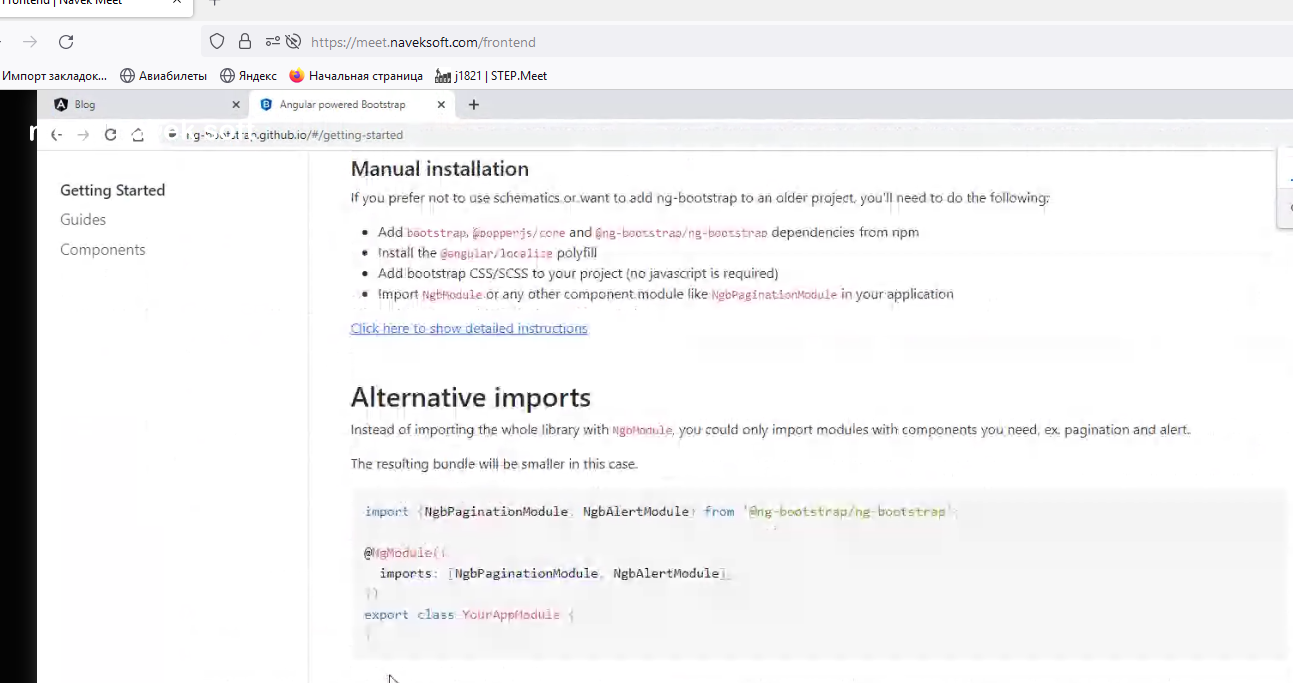 Frontend | Navek Meet
https://meet.naveksoft.com/frontend
Импорт закладок... Авиабилеты Яндекс Начальная страница j1821 | STEP.Meet
Blog Angular powered Bootstrap
.github.io/#/getting-started
Getting Started
Guides
Components
Manual installation
If you prefer not to use schematics or want to add ng-bootstrap to an older project, you'll need to do the following:
Add bootstrap, @popperjs/core and @ng-bootstrap/ng-bootstrap dependencies from npm
Install the @angular/localize polyfill
Add bootstrap CSS/SCSS to your project (no javascript is required)
Import NgbModule or any other component module like NgbPaginationModule in your application
Click here to show detailed instructions
Alternative imports
Instead of importing the whole library with NgbModule, you could only import modules with components you need, ex. pagination and alert.
The resulting bundle will be smaller in this case.
import {NgbPaginationModule, NgbAlertModule} from '@ng-bootstrap/ng-bootstrap';
@NgModule({
imports: [NgbPaginationModule, NgbAlertModule],
})
export class YourAppModule {
}